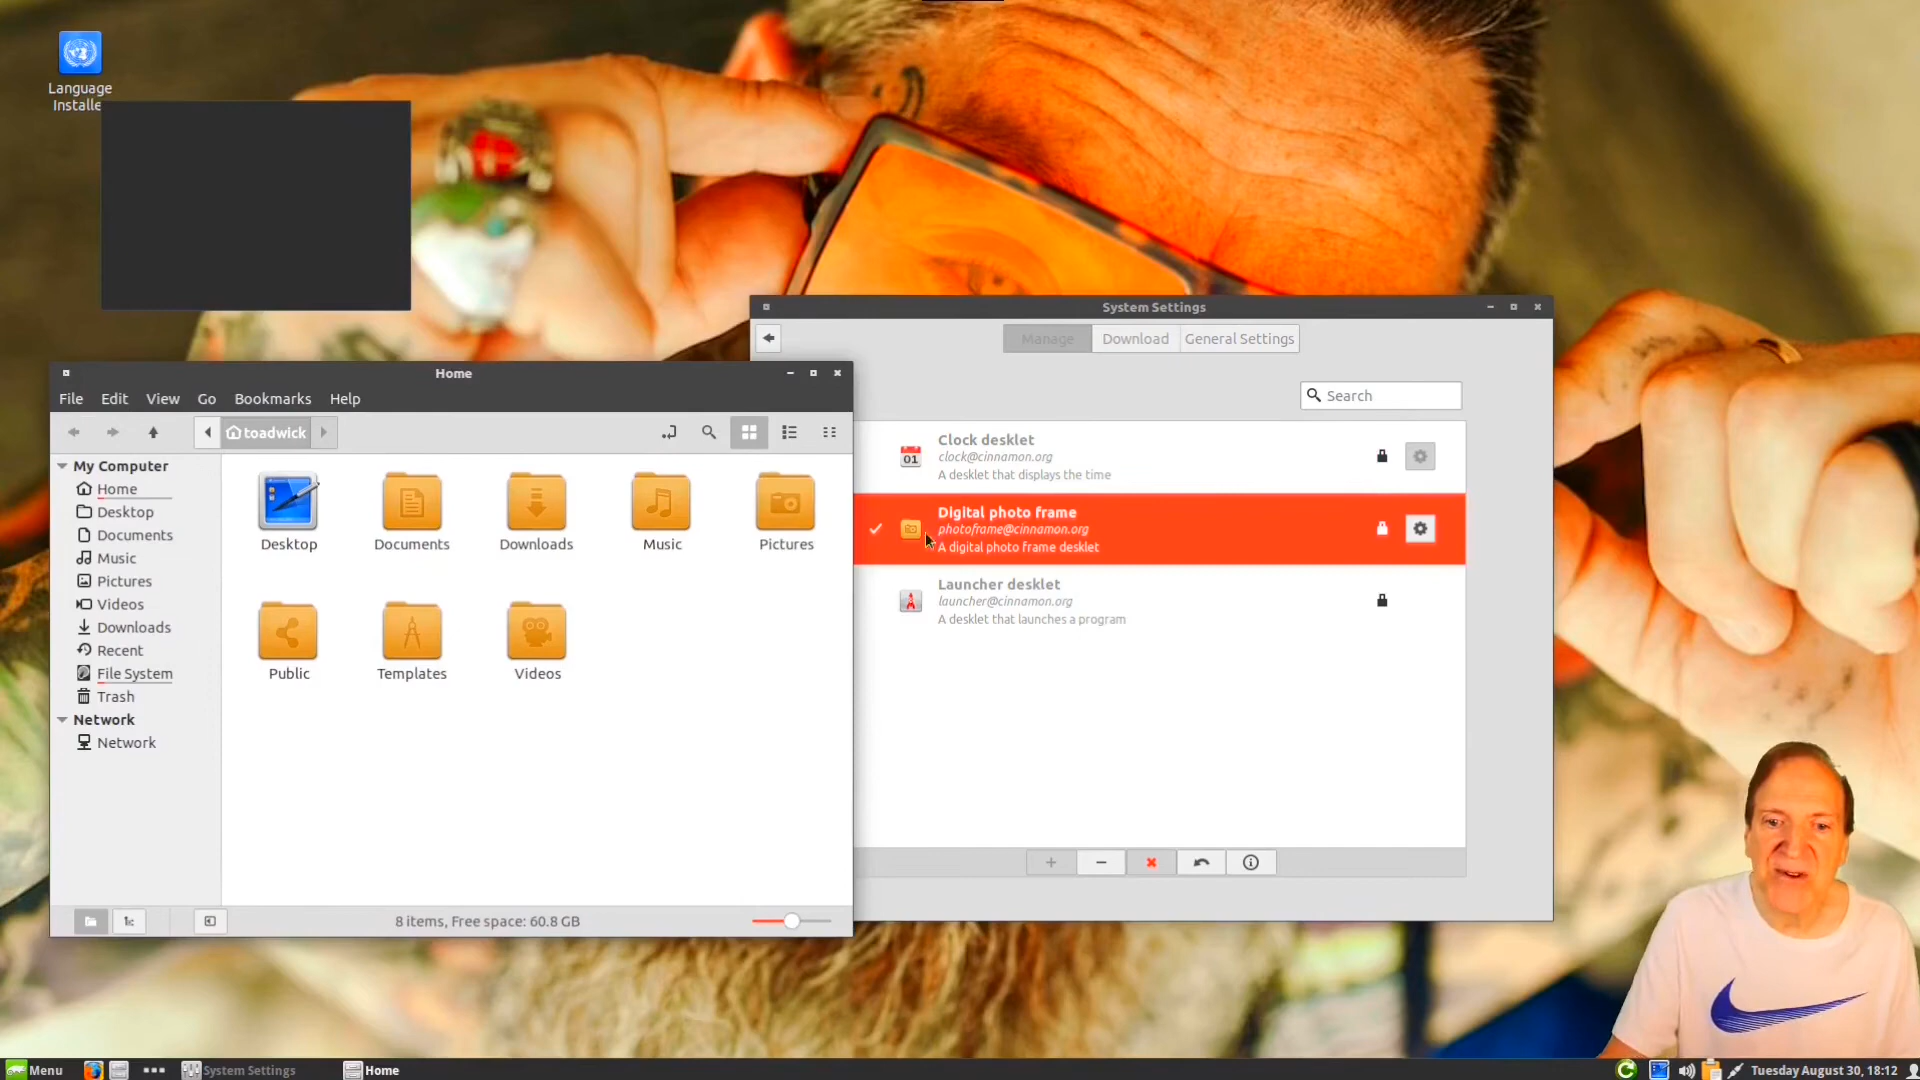 Language
Installe
System Settings
Manage
Download
General Settings
Search
Clock desklet
clock@cinnamon.org
A desklet that displays the time
01
Digital photo frame
photoframe@cinnamon.org
A digital photo frame desklet
Launcher desklet
launcher@cinnamon.org
A desklet that launches a program
Home
File Edit View Go Bookmarks Help
toadwick
My Computer
Home
Desktop
Documents
Music
Pictures
Videos
Downloads
Recent
File System
Trash
Network
Network
Desktop
Documents
Downloads
Music
Pictures
Public
Templates
Videos
8 items, Free space: 60.8 GB
Menu
System Settings
Home
Tuesday August 30, 18:12